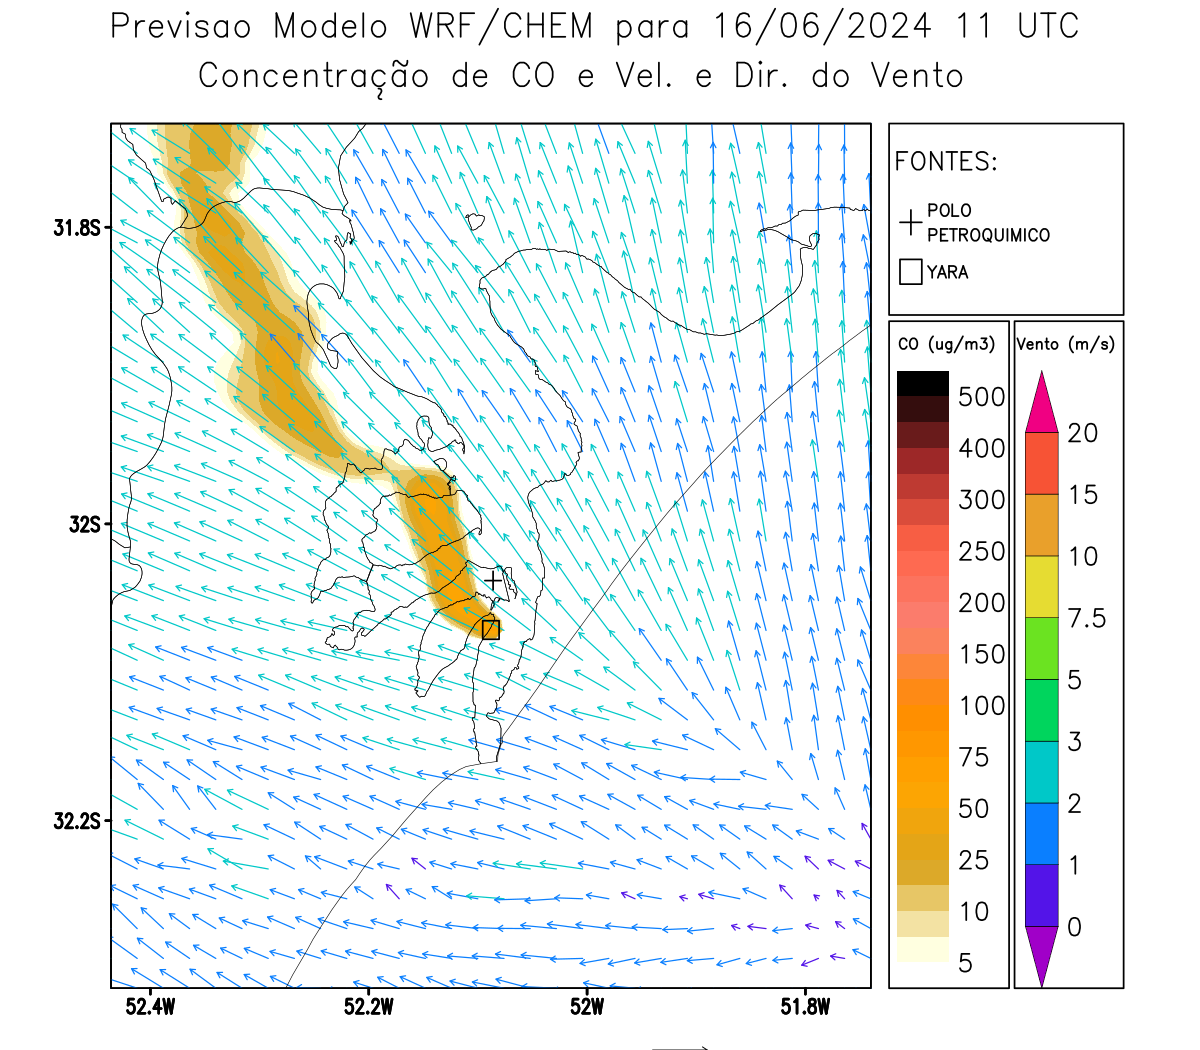 Previsao Modelo WRF/CHEM para 16/06/2024 11 UTC
Concentração de CO e Vel. e Dir. do Vento
FONTES:
POLO
PETROQUIMICO
YARA
CO (ug/m3)
500
400
300
250
200
150
100
75
50
25
10
5
Vento (m/s)
20
15
10
7.5
5
3
2
1
0
31.8S
32S
32.2S
52.4W
52.2W
52W
51.8W